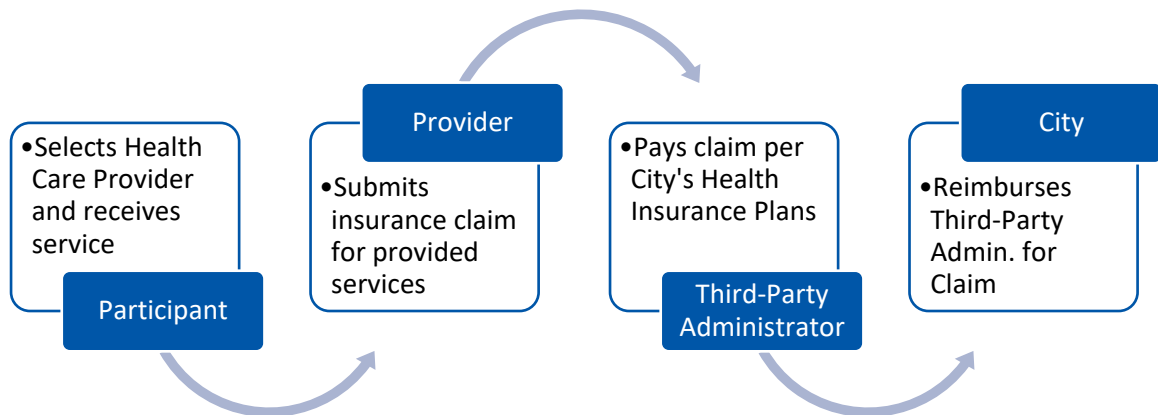 •Selects Health
Care Provider
and receives
service
Participant
Provider
•Submits
insurance claim
for provided
services
•Pays claim per
City's Health
Insurance Plans
Third-Party
Administrator
City
•Reimburses
Third-Party
Admin. for
Claim